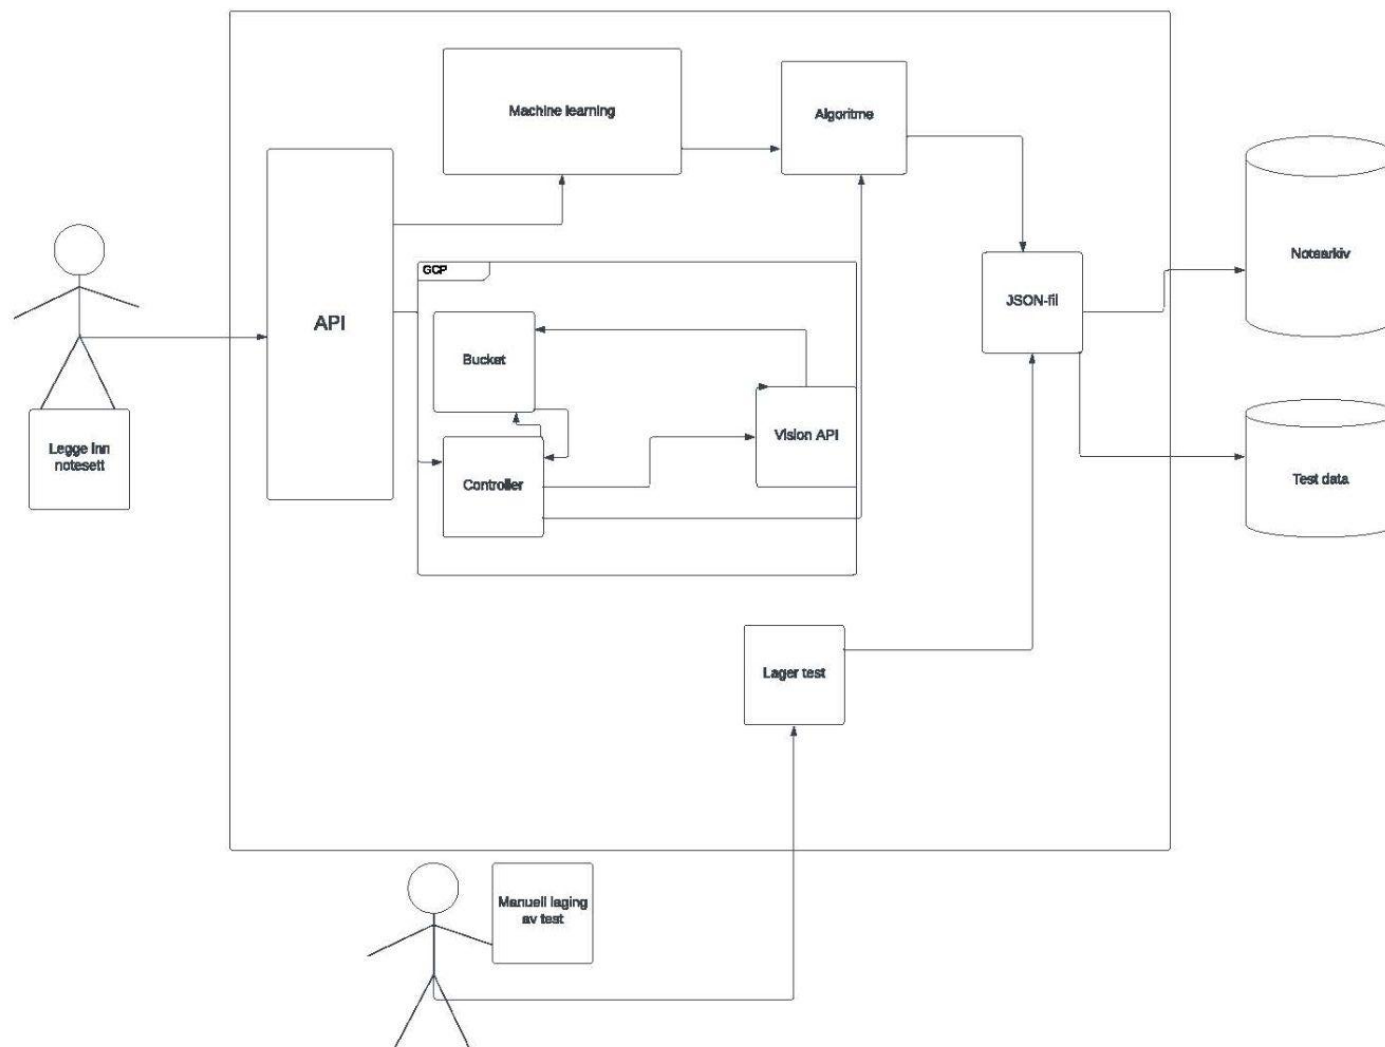 Machine learning
Algoritme
API
GCP
Bucket
Controller
Vision API
JSON-fil
Notearkiv
Test data
Legge inn
notesett
Lager test
Manuell laging
av test